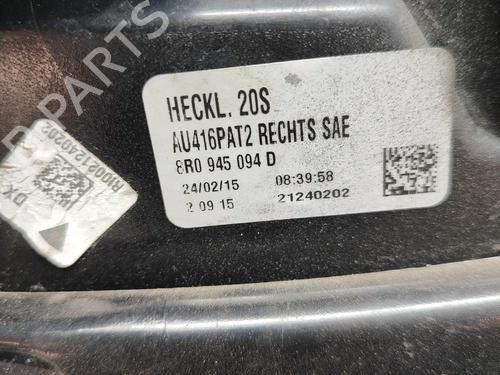 HECKL. 20S
AU416PAT2 RECHTS SAE
8R0 945 094 D
24/02/15 08:39:58
2 09 15 21240202
DX
B-PARTS